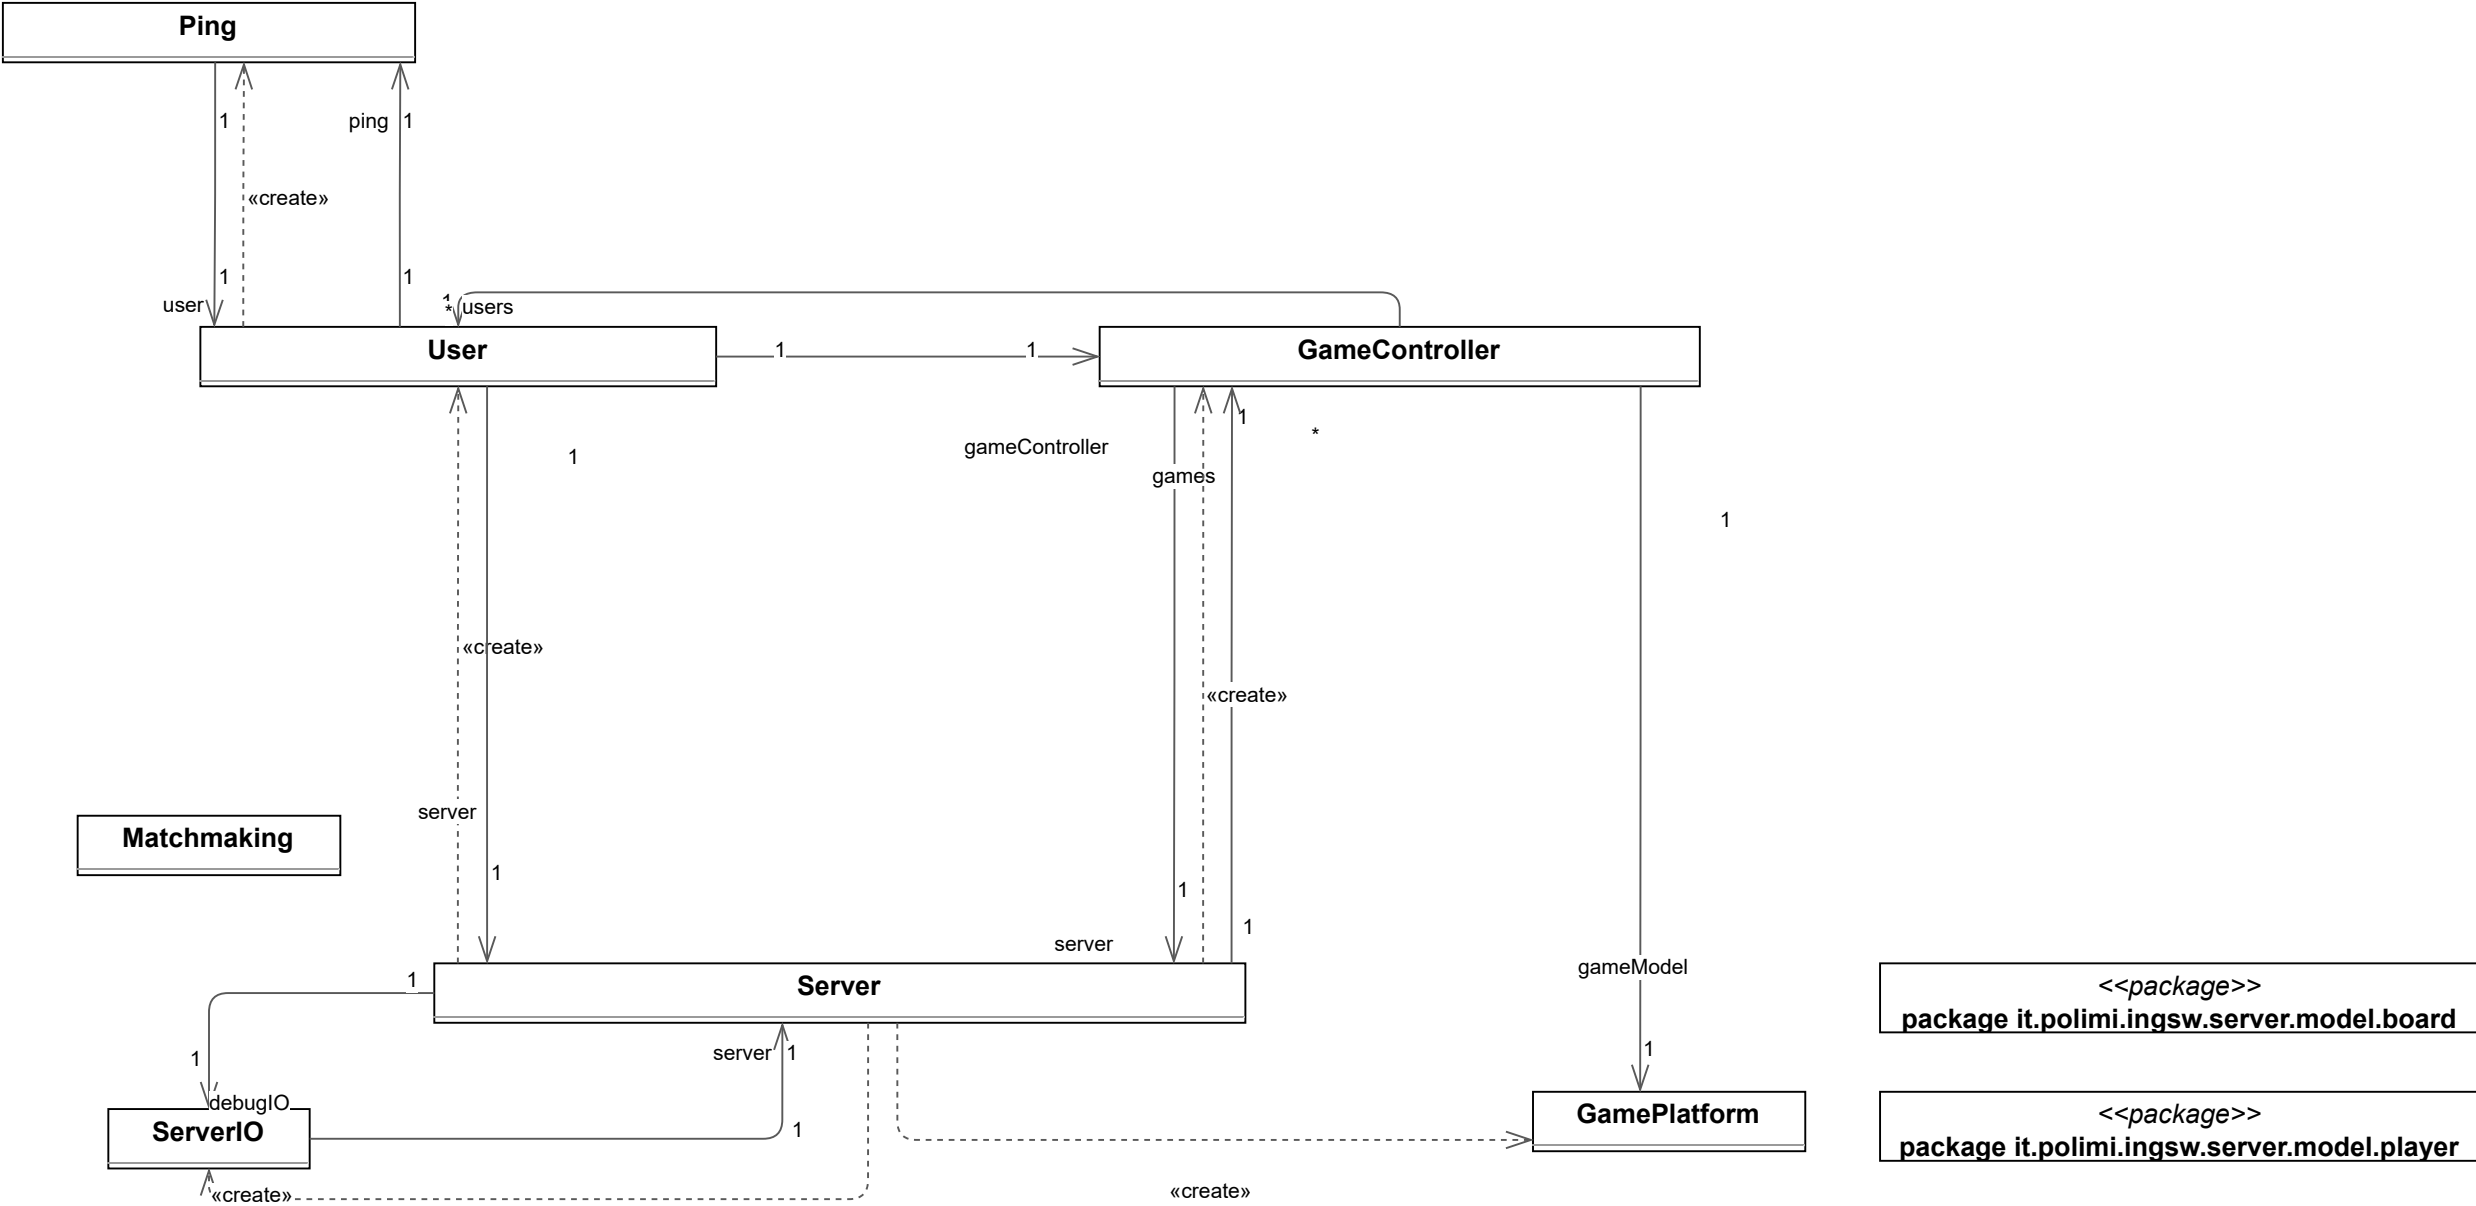 Ping
1
ping 1
«create»
1
1
user
1
* users
User
1
1
GameController
1
*
gameController
1
games
1
«create»
«create»
server
Matchmaking
1
1
1
server
gameModel
1
Server
<<package>>
package it.polimi.ingsw.server.model.board
server 1
1
1
debugIO
ServerIO
1
GamePlatform
<<package>>
package it.polimi.ingsw.server.model.player
«create»
«create»